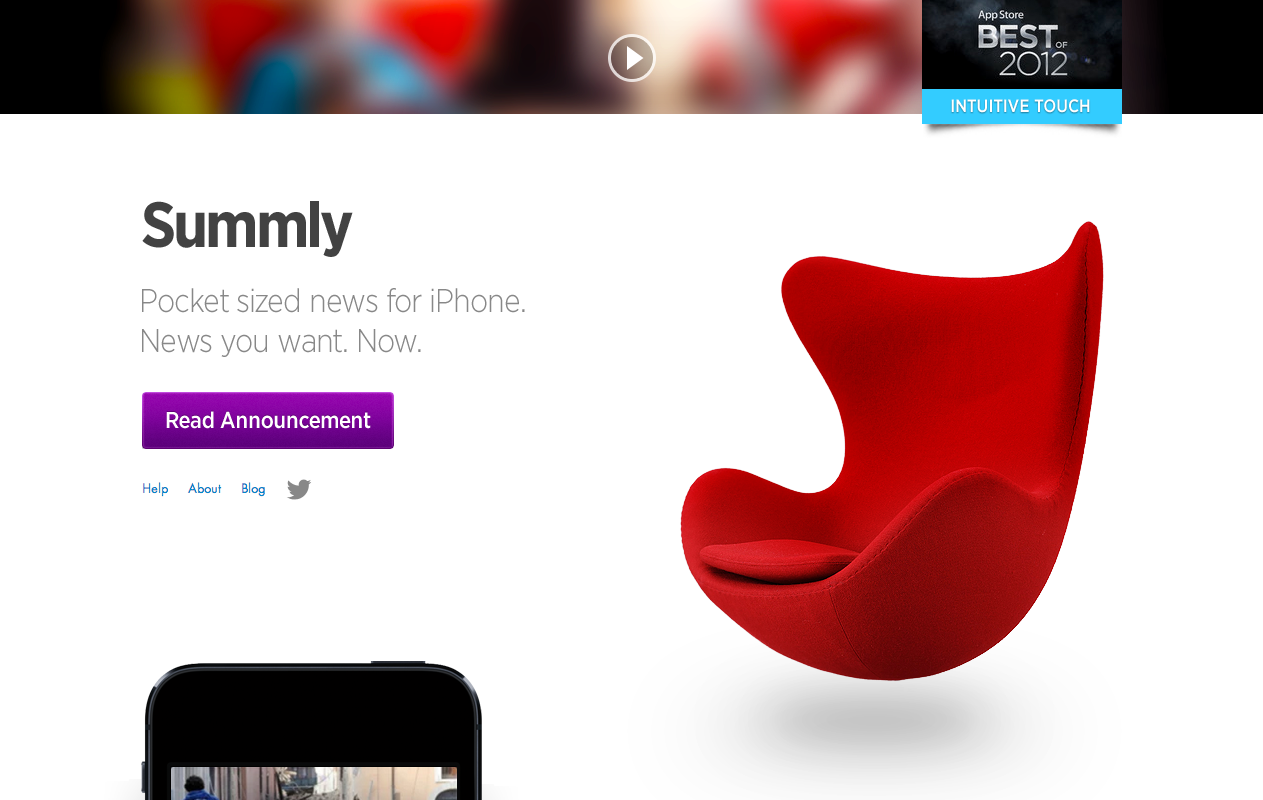 App Store
BEST OF
2012
INTUITIVE TOUCH
Summly
Pocket sized news for iPhone.
News you want. Now.
Read Announcement
Help About Blog